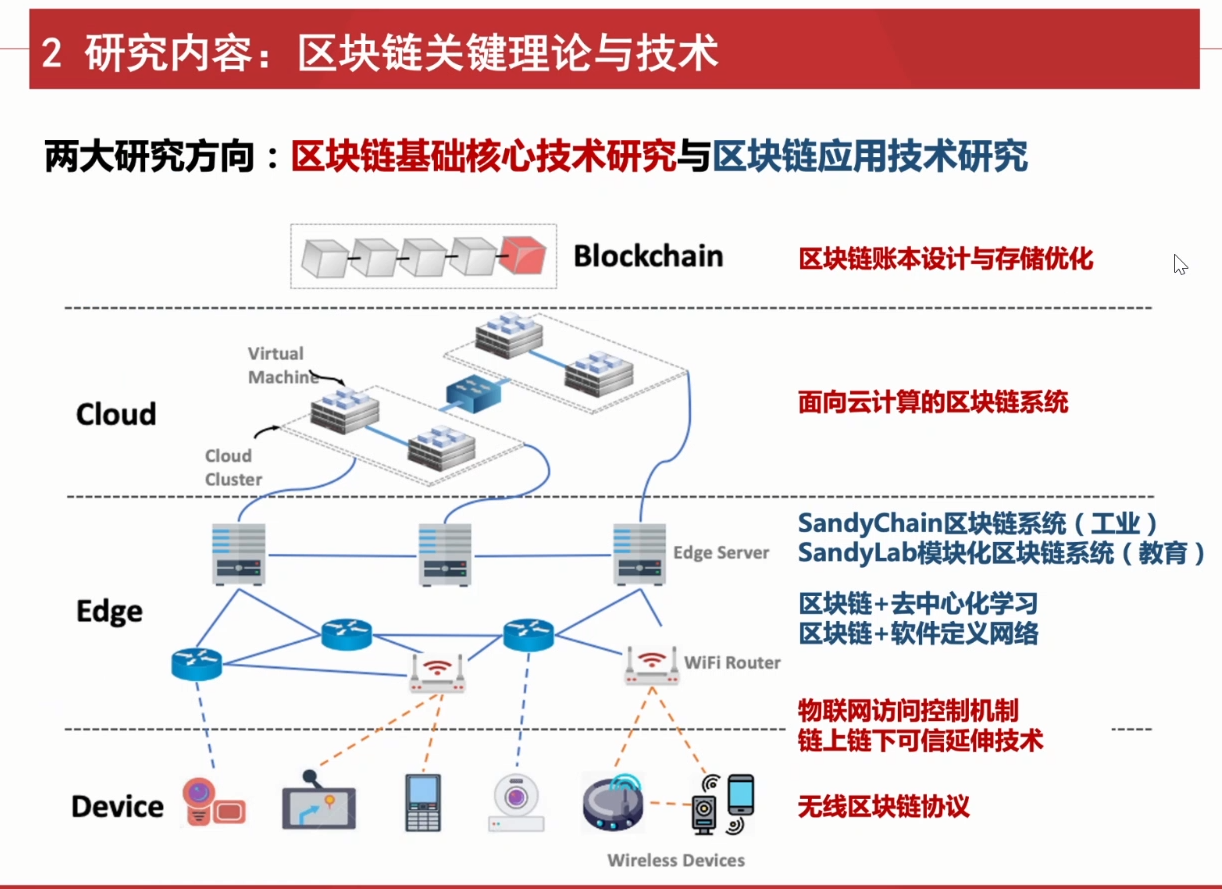 2 研究内容：区块链关键理论与技术
两大研究方向：区块链基础核心技术研究与区块链应用技术研究
Blockchain
区块链账本设计与存储优化
Virtual
Machine
Cloud
面向云计算的区块链系统
Cloud
Cluster
SandyChain区块链系统（工业）
Edge Server
SandyLab模块化区块链系统（教育）
Edge
区块链+去中心化学习
区块链+软件定义网络
WiFi Router
物联网访问控制机制
链上链下可信延伸技术
Device
无线区块链协议
Wireless Devices